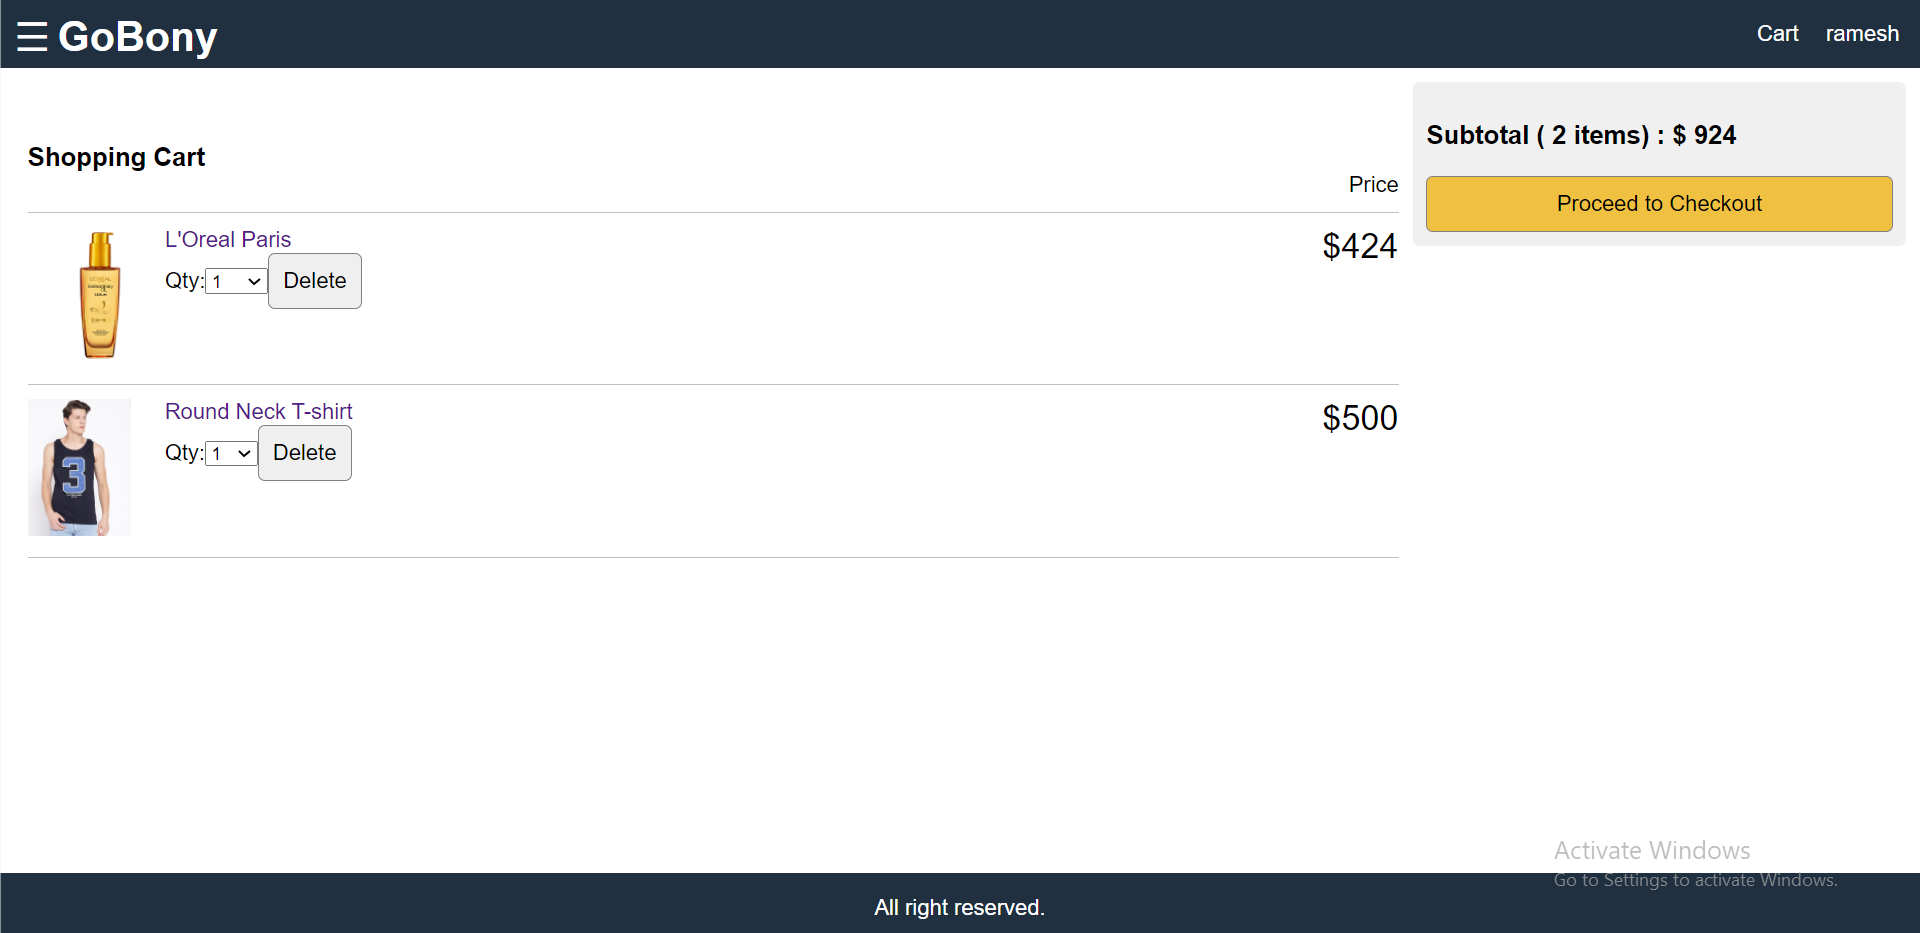 ☰ GoBony
Cart ramesh
Shopping Cart
Price
Subtotal ( 2 items) : $ 924
Proceed to Checkout
L'Oreal Paris
$424
Qty: 1 Delete
Round Neck T-shirt
$500
Qty: 1 Delete
3
Activate Windows
Go to Settings to activate Windows.
All right reserved.